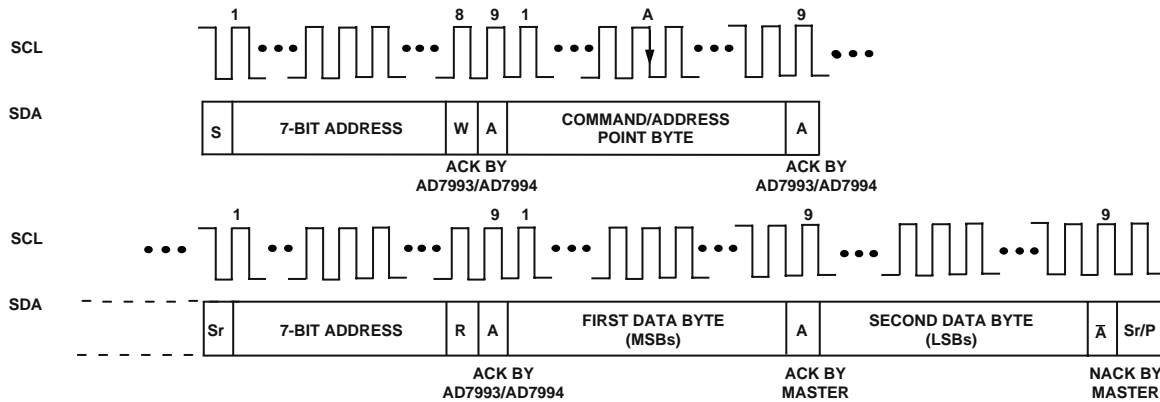 1 8 9 1 A 9
SCL
SDA
S 7-BIT ADDRESS W A COMMAND/ADDRESS A
POINT BYTE
ACK BY ACK BY
AD7993/AD7994 AD7993/AD7994
1 9 1 9 9
SCL
SDA
Sr 7-BIT ADDRESS R A FIRST DATA BYTE A SECOND DATA BYTE A̅ Sr/P
(MSBs) (LSBs)
ACK BY ACK BY NACK BY
AD7993/AD7994 MASTER MASTER